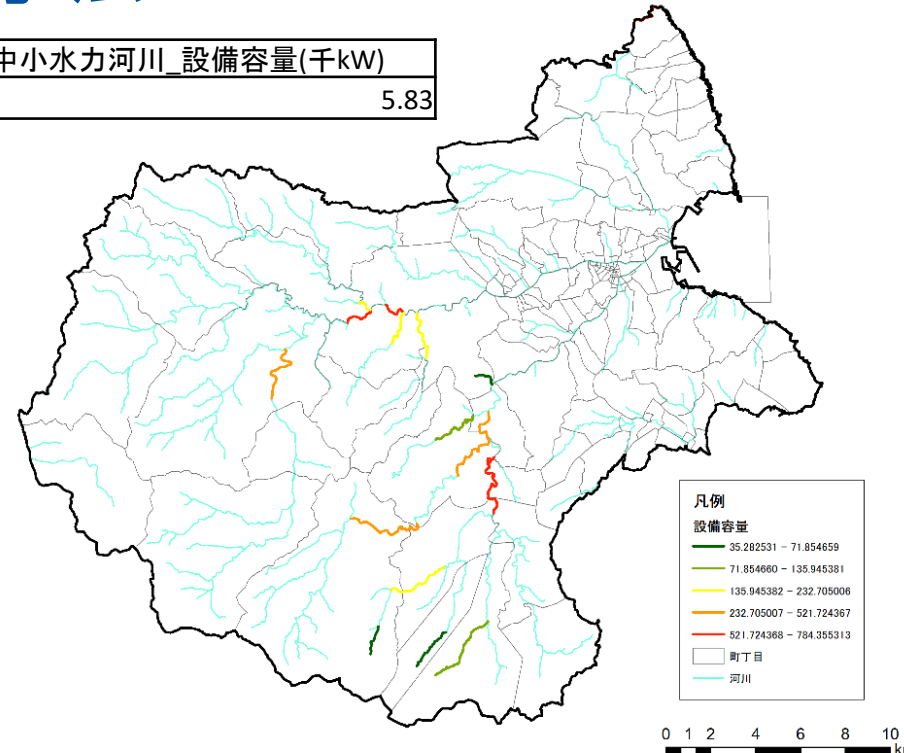 中小水力河川_設備容量(千kW)
5.83
凡例
設備容量
35.282531 - 71.854659
71.854660 - 135.945381
135.945382 - 232.705006
232.705007 - 521.724367
521.724368 - 784.355313
町丁目
河川
0 1 2 4 6 8 10